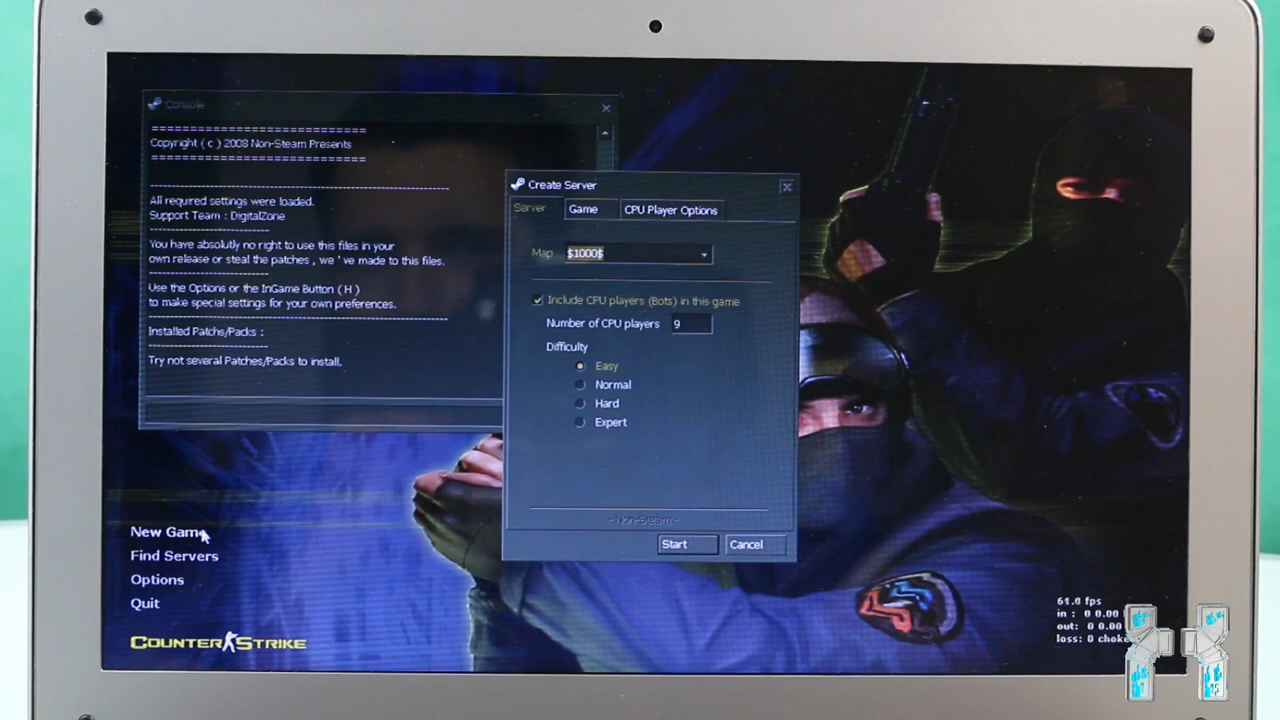 Console
==========================
Copyright ( c ) 2008 Non-Steam Presents
==========================
-----------------------------------------------------------------
All required settings were loaded.
Support Team : DigitalZone
--------------------------
You have absolutly no right to use this files in your
own release or steal the patches , we ' ve made to this files.
--------------------------
Use the Options or the InGame Button ( H )
to make special settings for your own preferences.
-----------------------------------------------------------------
Installed Patchs/Packs :
--------------------------
Try not several Patches/Packs to install.
Create Server
Server Game CPU Player Options
Map $1000$
Include CPU players (Bots) in this game
Number of CPU players 9
Difficulty
Easy
Normal
Hard
Expert
- Non-Steam -
Start Cancel
New Game
Find Servers
Options
Quit
COUNTER STRIKE
61.0 fps
in : 0 0.00
out: 0 0.00
loss: 0 choke